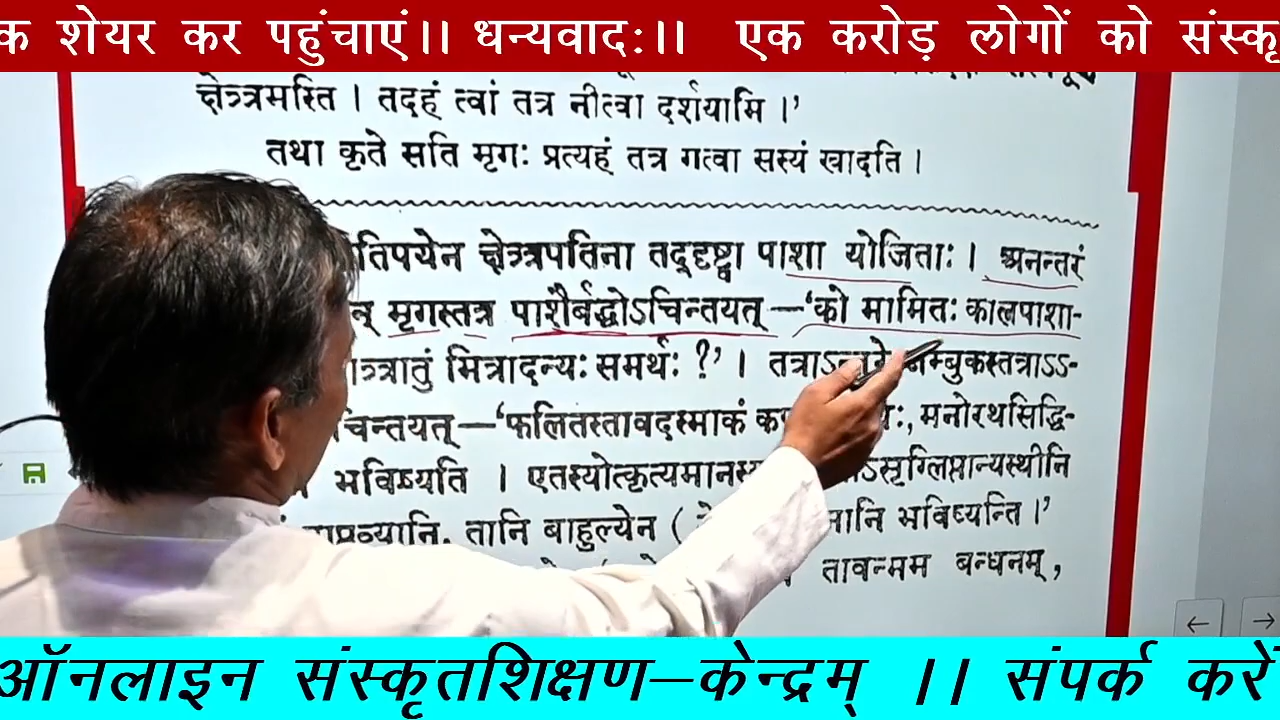 क शेयर कर पहुंचाएं।। धन्यवादः।। एक करोड़ लोगों को संस्कृ
क्षेत्रमस्ति । तदहं त्वां तत्र नीत्वा दर्शयामि ।'
तथा कृते सति मृगः प्रत्यहं तत्र गत्वा सस्यं खादति ।
तिपयेन क्षेत्रपतिना तद्दृष्ट्वा पाशा योजिताः । अनन्तरं
मृगस्तत्र पाशैर्बद्धोऽचिन्तयत् —'को मामितः कालपाशा-
त्त्रातुं मित्रादन्यः समर्थः ?' । तत्राऽन्तरे जम्बुकस्तत्राऽऽ-
चिन्तयत्—'फलितस्तावदस्माकं मनोरथसिद्धि-
भविष्यति । एतस्योत्कृत्यमानस्य ऽसृग्लिप्तान्यस्थीनि
तानि बाहुल्येन ( भविष्यन्ति ।'
तावन्मम बन्धनम्,
ऑनलाइन संस्कृतशिक्षण–केन्द्रम् ।। संपर्क करें